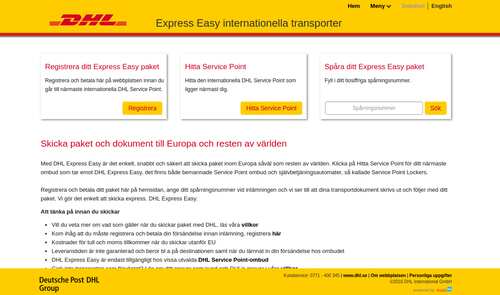 Hem
Meny
Swedish | English
DHL
Express Easy internationella transporter
Registrera ditt Express Easy paket
Registrera och betala här på webbplatsen innan du
går till närmaste internationella DHL Service Point.
Registrera
Hitta Service Point
Hitta den internationella DHL Service Point som
ligger närmast dig.
Hitta Service Point
Spåra ditt Express Easy paket
Fyll i ditt tiosiffriga spårningsnummer.
Spårningsnummer
Sök
Skicka paket och dokument till Europa och resten av världen
Med DHL Express Easy är det enkelt, snabbt och säkert att skicka paket inom Europa såväl som resten av världen. Klicka på Hitta Service Point för ditt närmaste
ombud som tar emot DHL Express Easy, det finns både bemannade Service Point ombud och självbetjäningsautomater, så kallade Service Point Lockers.
Registrera och betala ditt paket här på hemsidan, ange ditt spårningsnummer vid inlämningen och vi ser till att dina transportdokument skrivs ut och följer med ditt
paket. Vi gör det enkelt att skicka express. DHL Express Easy.
Att tänka på innan du skickar
Vill du veta mer om vad som gäller när du skickar paket med DHL, läs våra villkor
Kom ihåg att du måste registrera och betala din försändelse innan inlämning, registrera här
Kostnader för tull och moms tillkommer när du skickar utanför EU
Leveranstiden är inte garanterad och beror bl a på destinationen samt när du lämnat in din försändelse hos ombudet
DHL Express Easy är endast tillgängligt hos vissa utvalda DHL Service Point-ombud
Deutsche Post DHL
Group
Kundservice: 0771 - 400 345 | www.dhl.se | Om webbplatsen | Personliga uppgifter
©2015 DHL International GmbH
powered by